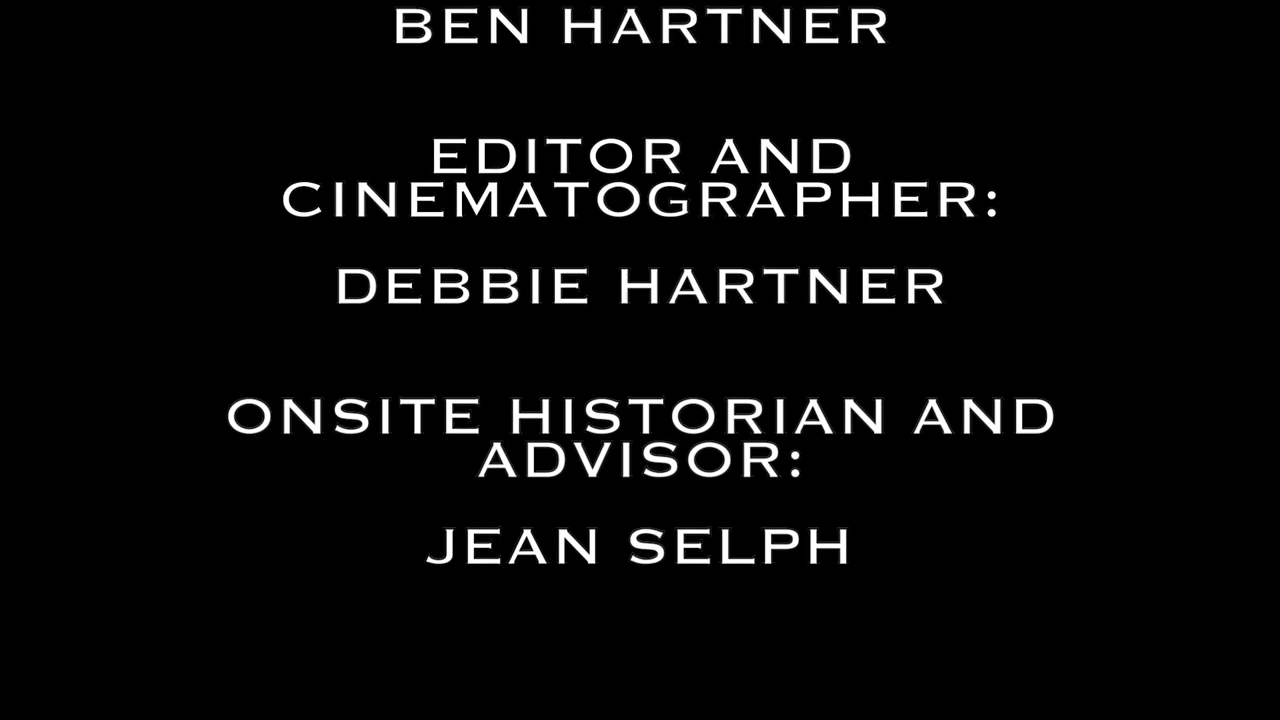 BEN HARTNER
EDITOR AND
CINEMATOGRAPHER:
DEBBIE HARTNER
ONSITE HISTORIAN AND
ADVISOR:
JEAN SELPH